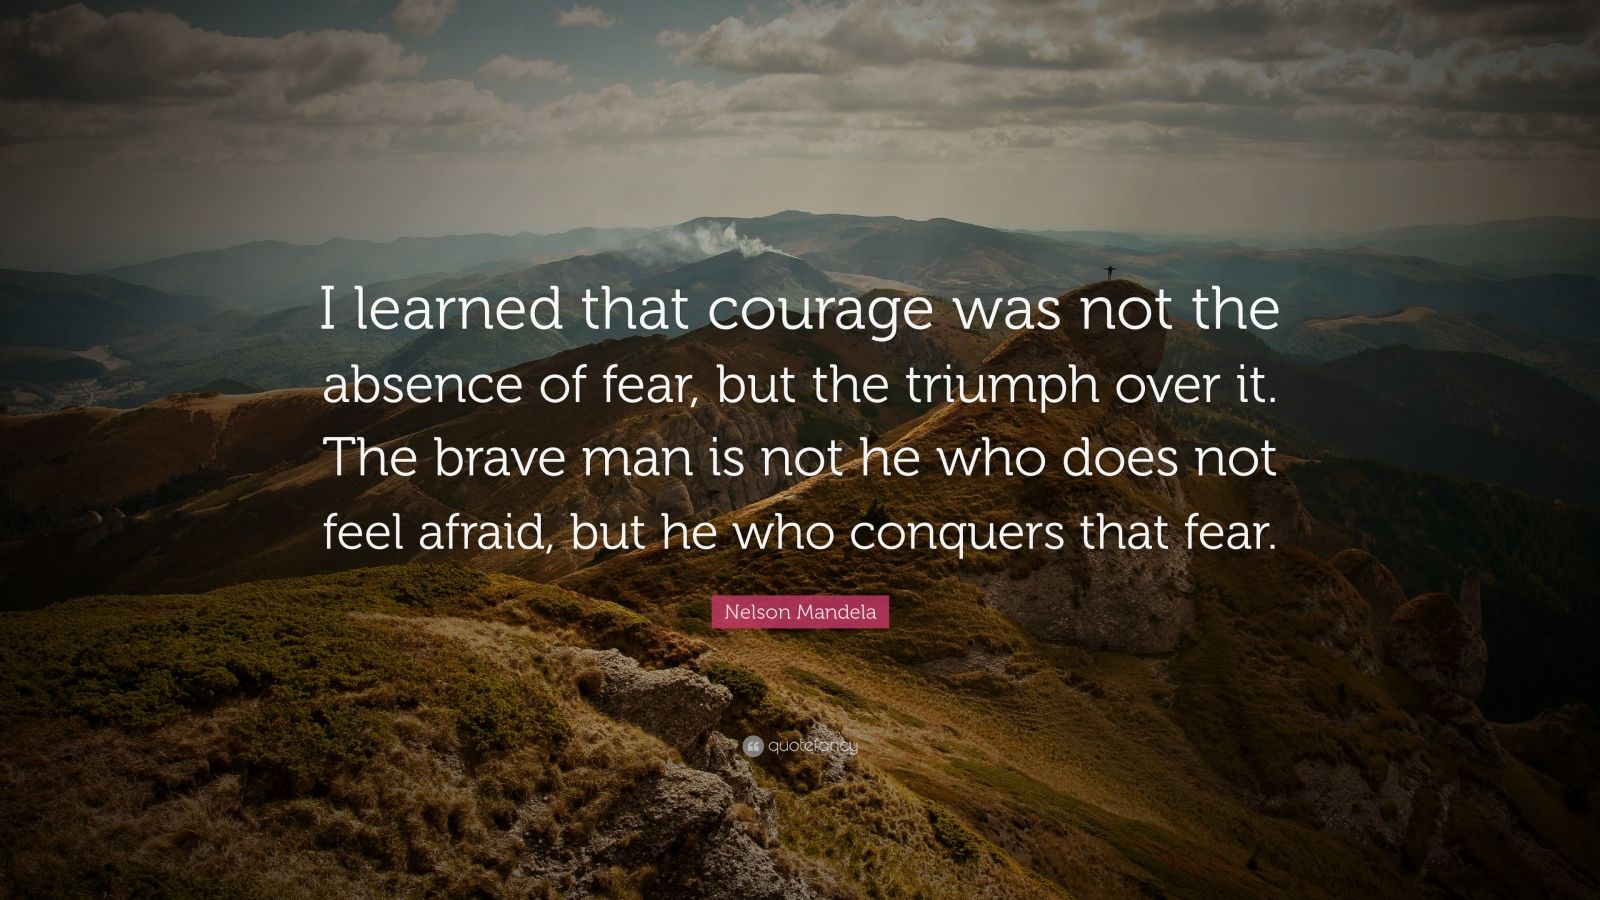 I learned that courage was not the
absence of fear, but the triumph over it.
The brave man is not he who does not
feel afraid, but he who conquers that fear.
Nelson Mandela
quotefancy